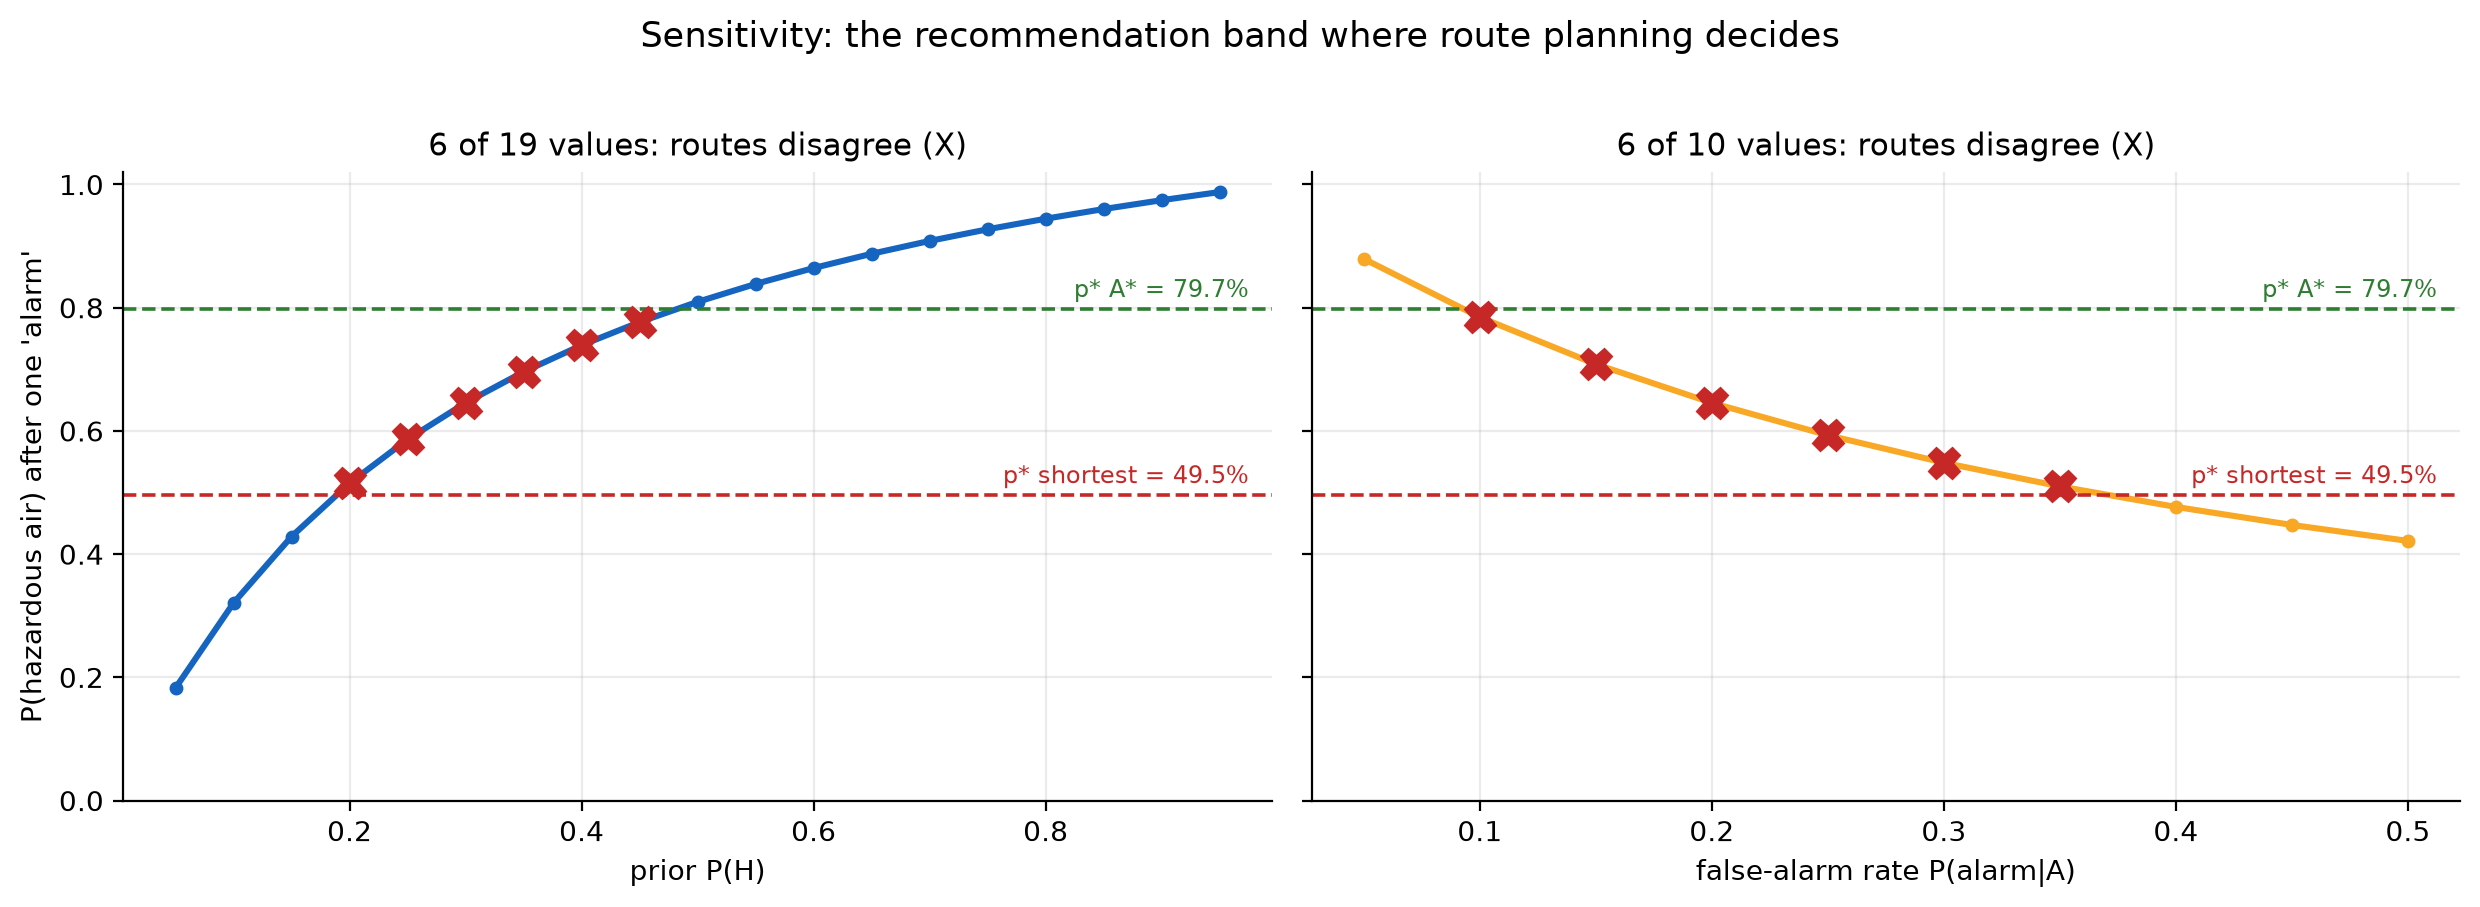 Sensitivity: the recommendation band where route planning decides
6 of 19 values: routes disagree (X)
P(hazardous air) after one 'alarm'
1.0
0.8
0.6
0.4
0.2
0.0
p* A* = 79.7%
p* shortest = 49.5%
0.2 0.4 0.6 0.8
prior P(H)
6 of 10 values: routes disagree (X)
p* A* = 79.7%
p* shortest = 49.5%
0.1 0.2 0.3 0.4 0.5
false-alarm rate P(alarm|A)